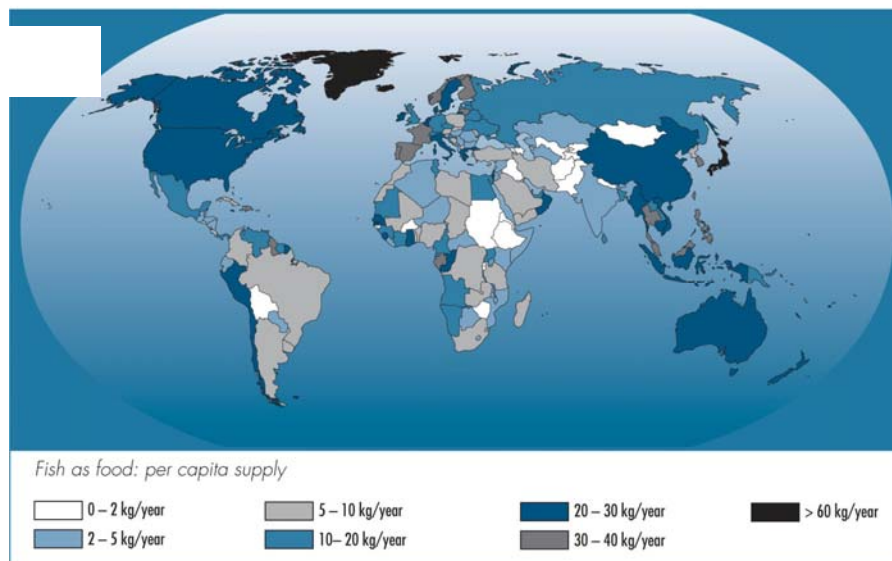 Fish as food: per capita supply
0 – 2 kg/year
5 – 10 kg/year
20 – 30 kg/year
> 60 kg/year
2 – 5 kg/year
10– 20 kg/year
30 – 40 kg/year